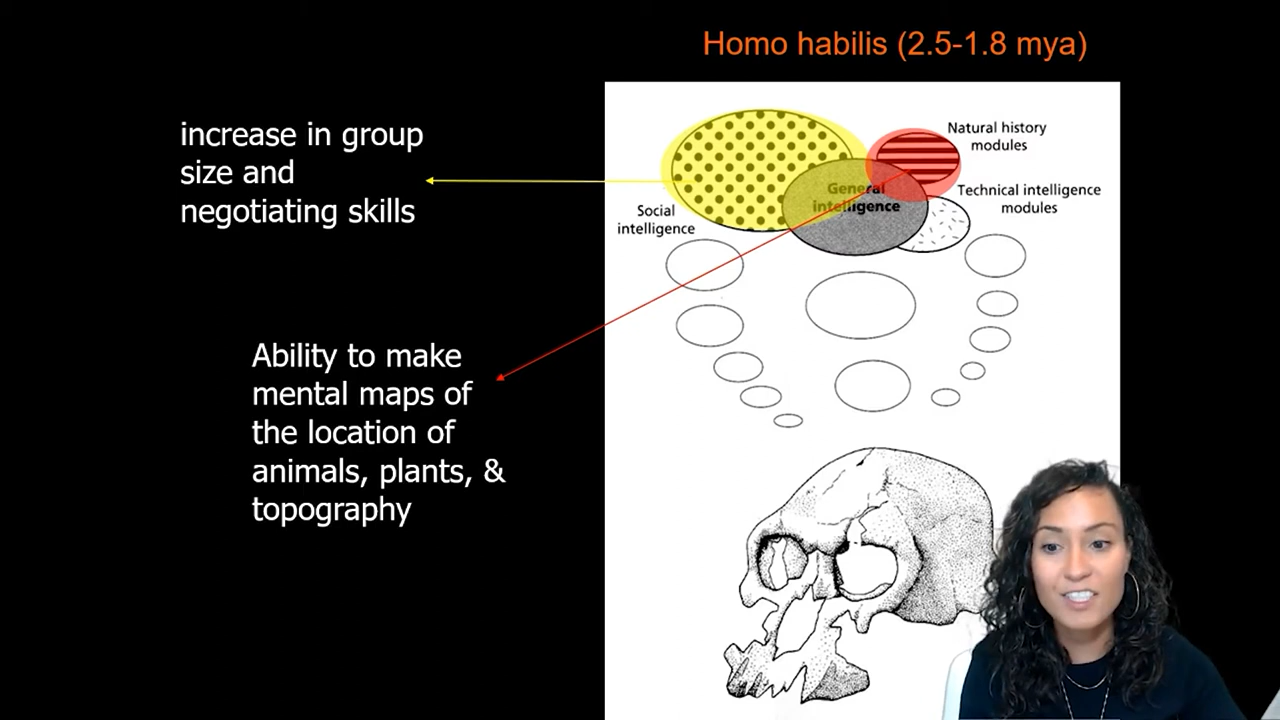 Homo habilis (2.5-1.8 mya)
increase in group
size and
negotiating skills
Natural history
modules
General
intelligence
Technical intelligence
modules
Social
intelligence
Ability to make
mental maps of
the location of
animals, plants, &
topography